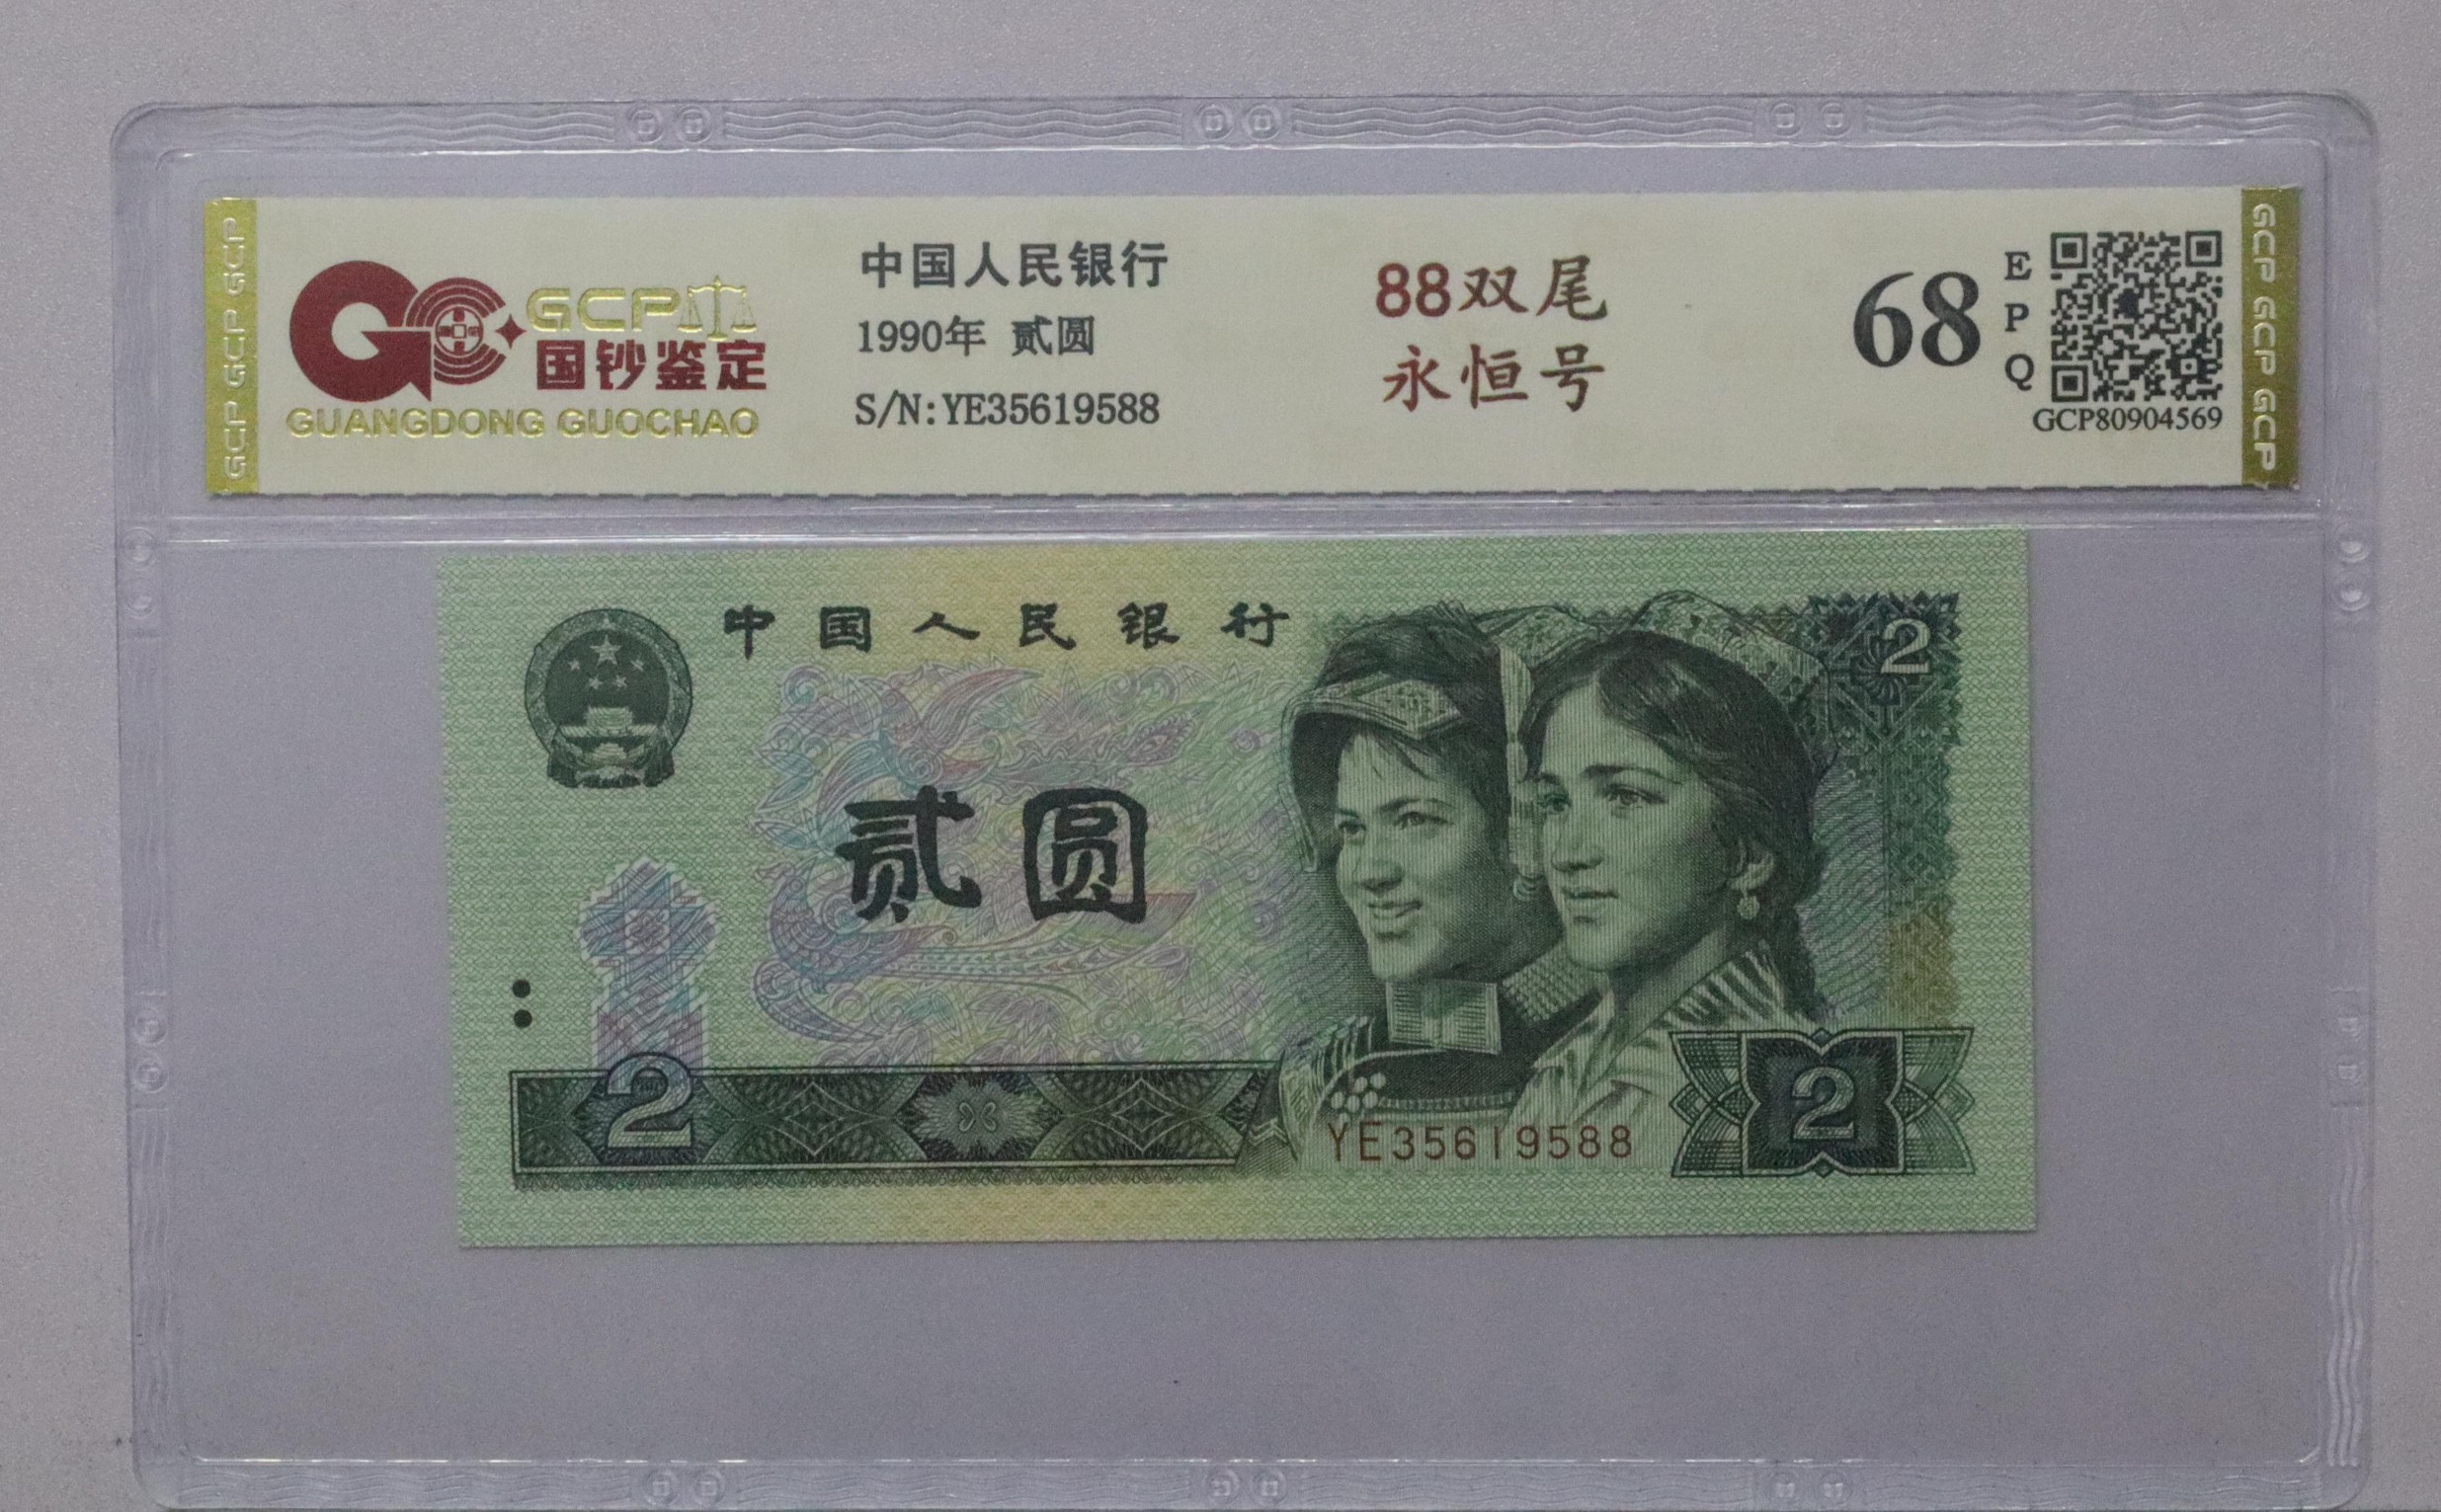 GCP GCP GCP GCP
GCP
国钞鉴定
GUANGDONG GUOCHAO
中国人民银行
1990年 贰圆
S/N:YE35619588
88双尾
永恒号
68
E
P
Q
GCP80904569
GCP GCP GCP GCP
中国人民银行
2
贰圆
2
YE35619588
2